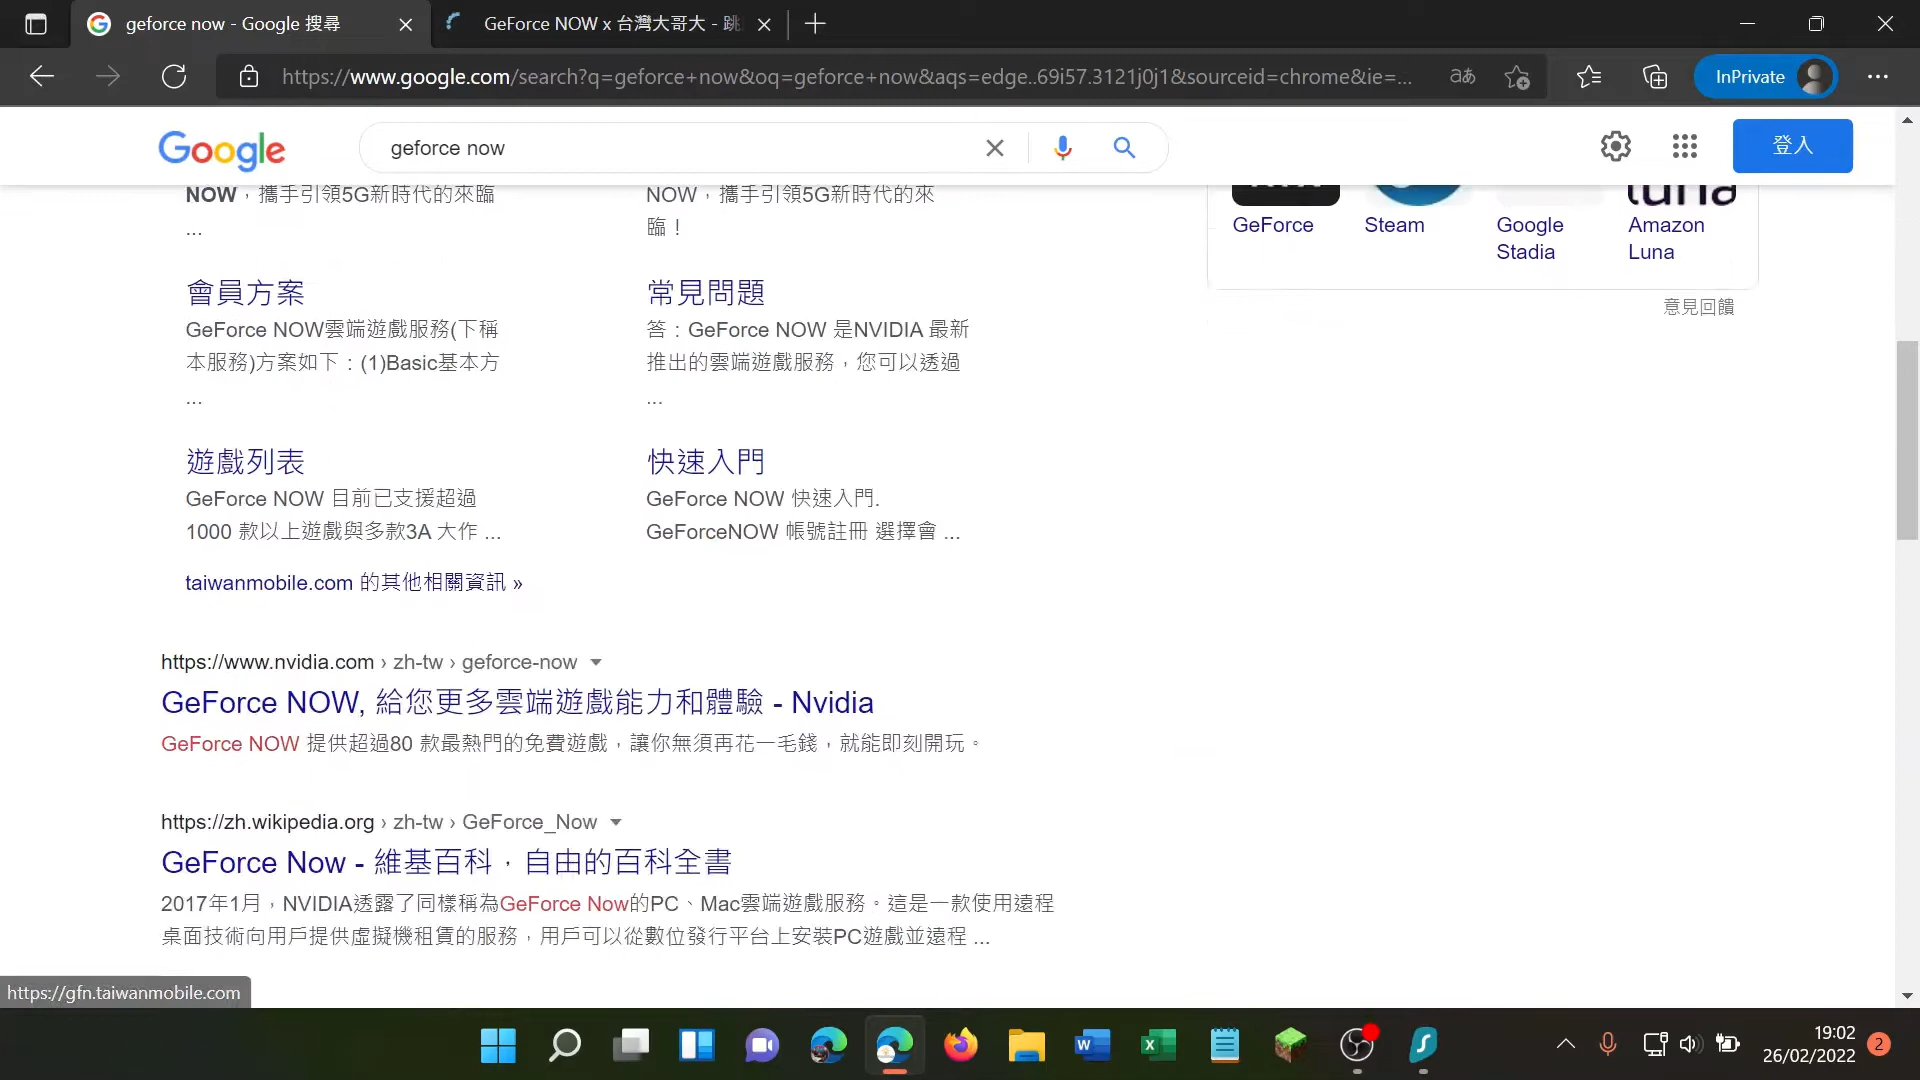 geforce now - Google 搜尋
GeForce NOW x 台灣大哥大 - 跳
https://www.google.com/search?q=geforce+now&oq=geforce+now&aqs=edge..69i57.3121j0j1&sourceid=chrome&ie=...
aあ
InPrivate
Google
geforce now
登入
NOW，攜手引領5G新時代的來臨
...
NOW，攜手引領5G新時代的來
臨！
會員方案
GeForce NOW雲端遊戲服務(下稱
本服務)方案如下：(1)Basic基本方
...
常見問題
答：GeForce NOW 是NVIDIA 最新
推出的雲端遊戲服務，您可以透過
...
遊戲列表
GeForce NOW 目前已支援超過
1000 款以上遊戲與多款3A 大作 ...
快速入門
GeForce NOW 快速入門.
GeForceNOW 帳號註冊 選擇會 ...
taiwanmobile.com 的其他相關資訊 »
https://www.nvidia.com › zh-tw › geforce-now
GeForce NOW, 給您更多雲端遊戲能力和體驗 - Nvidia
GeForce NOW 提供超過80 款最熱門的免費遊戲，讓你無須再花一毛錢，就能即刻開玩。
https://zh.wikipedia.org › zh-tw › GeForce_Now
GeForce Now - 維基百科，自由的百科全書
2017年1月，NVIDIA透露了同樣稱為GeForce Now的PC、Mac雲端遊戲服務。這是一款使用遠程
桌面技術向用戶提供虛擬機租賃的服務，用戶可以從數位發行平台上安裝PC遊戲並遠程 ...
luna
GeForce
Steam
Google
Stadia
Amazon
Luna
意見回饋
https://gfn.taiwanmobile.com
19:02
26/02/2022
2